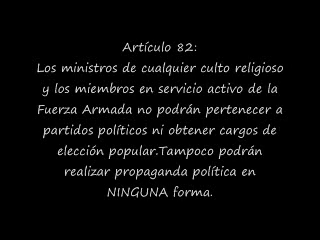 Artículo 82:
Los ministros de cualquier culto religioso
y los miembros en servicio activo de la
Fuerza Armada no podrán pertenecer a
partidos políticos ni obtener cargos de
elección popular.Tampoco podrán
realizar propaganda política en
NINGUNA forma.